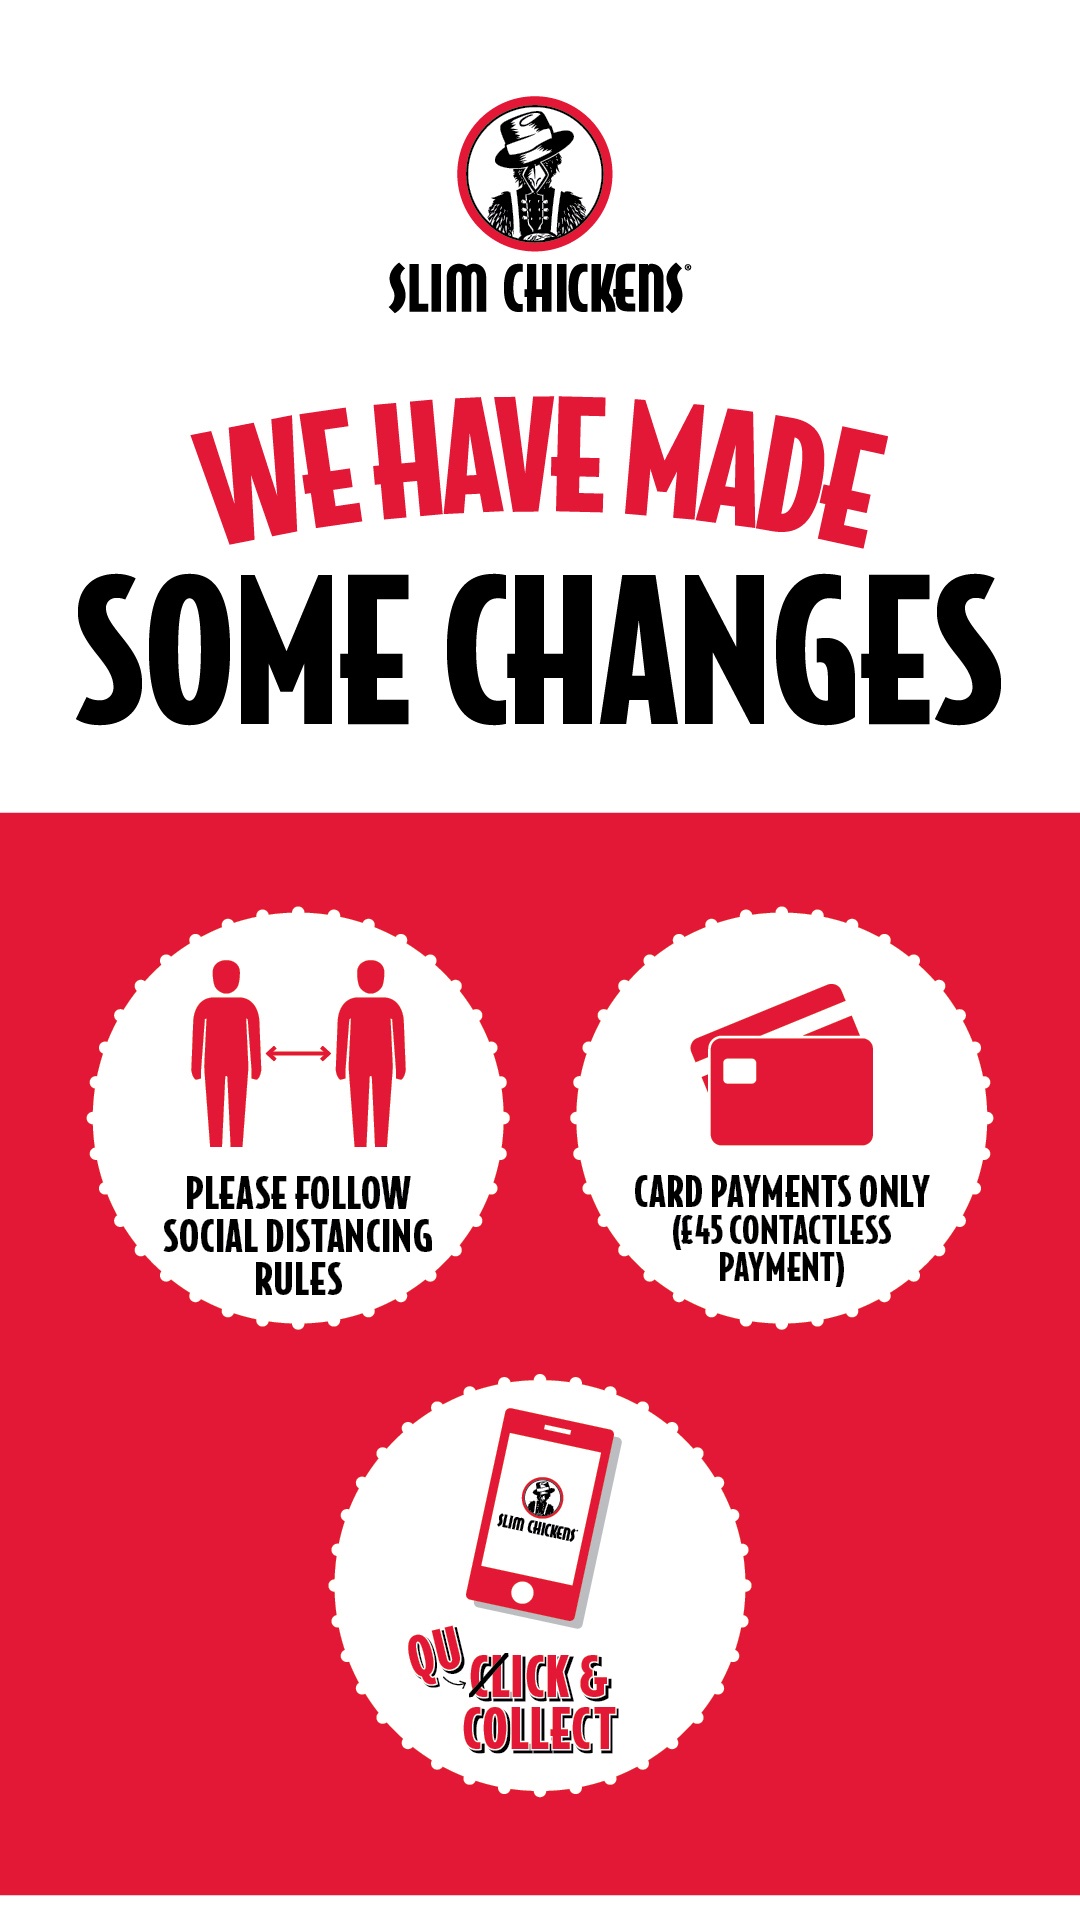 SLIM CHICKENS®
WE HAVE MADE
SOME CHANGES
PLEASE FOLLOW
SOCIAL DISTANCING
RULES
CARD PAYMENTS ONLY
(£45 CONTACTLESS
PAYMENT)
SLIM CHICKENS
QU
CLICK &
COLLECT